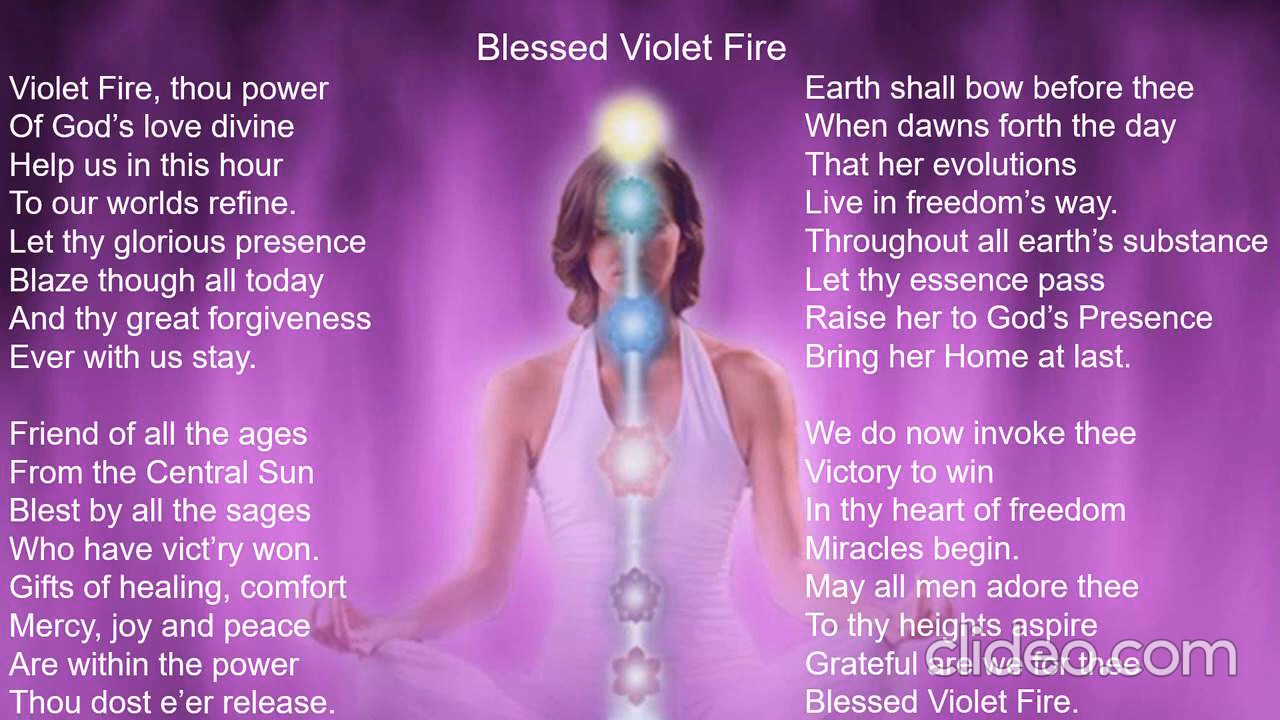 Blessed Violet Fire
Violet Fire, thou power
Of God’s love divine
Help us in this hour
To our worlds refine.
Let thy glorious presence
Blaze though all today
And thy great forgiveness
Ever with us stay.
Friend of all the ages
From the Central Sun
Blest by all the sages
Who have vict’ry won.
Gifts of healing, comfort
Mercy, joy and peace
Are within the power
Thou dost e’er release.
Earth shall bow before thee
When dawns forth the day
That her evolutions
Live in freedom’s way.
Throughout all earth’s substance
Let thy essence pass
Raise her to God’s Presence
Bring her Home at last.
We do now invoke thee
Victory to win
In thy heart of freedom
Miracles begin.
May all men adore thee
To thy heights aspire
Grateful are we for thee
Blessed Violet Fire.
clideo.com